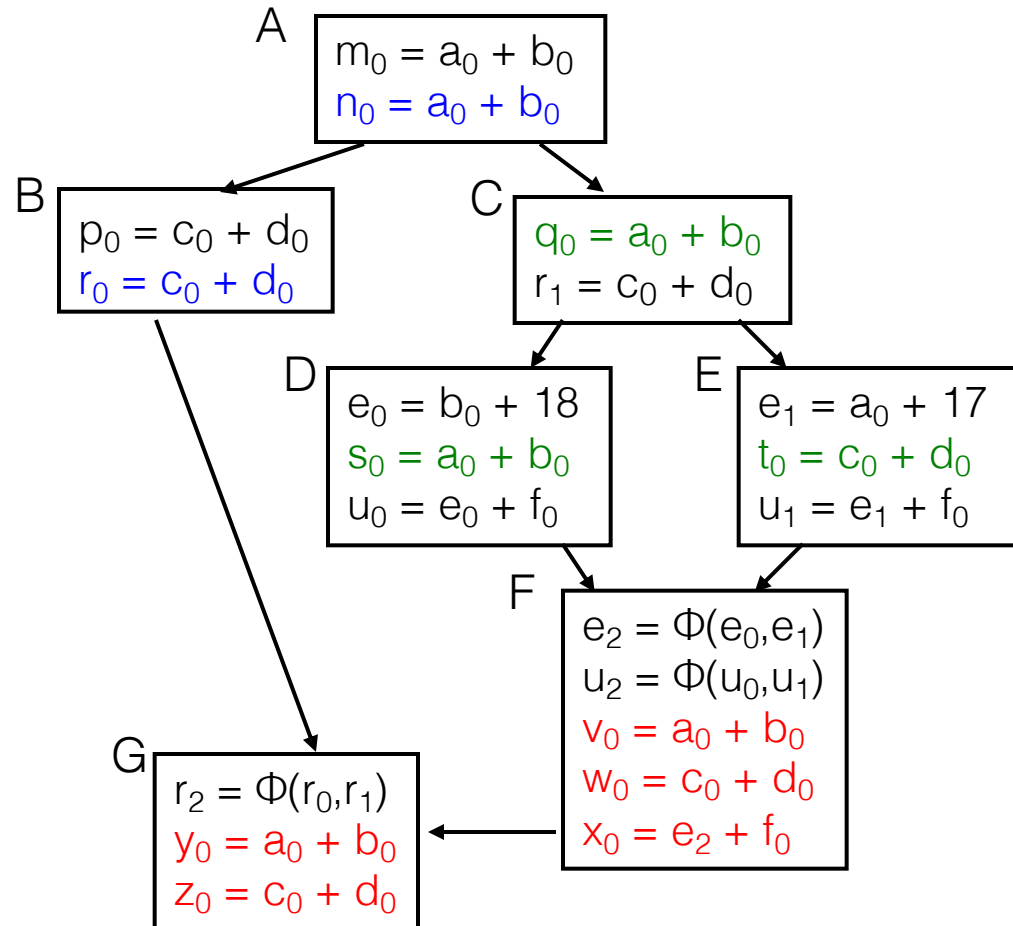 A
m₀ = a₀ + b₀
n₀ = a₀ + b₀
B
p₀ = c₀ + d₀
r₀ = c₀ + d₀
C
q₀ = a₀ + b₀
r₁ = c₀ + d₀
D
e₀ = b₀ + 18
s₀ = a₀ + b₀
u₀ = e₀ + f₀
E
e₁ = a₀ + 17
t₀ = c₀ + d₀
u₁ = e₁ + f₀
F
e₂ = Φ(e₀,e₁)
u₂ = Φ(u₀,u₁)
v₀ = a₀ + b₀
w₀ = c₀ + d₀
x₀ = e₂ + f₀
G
r₂ = Φ(r₀,r₁)
y₀ = a₀ + b₀
z₀ = c₀ + d₀